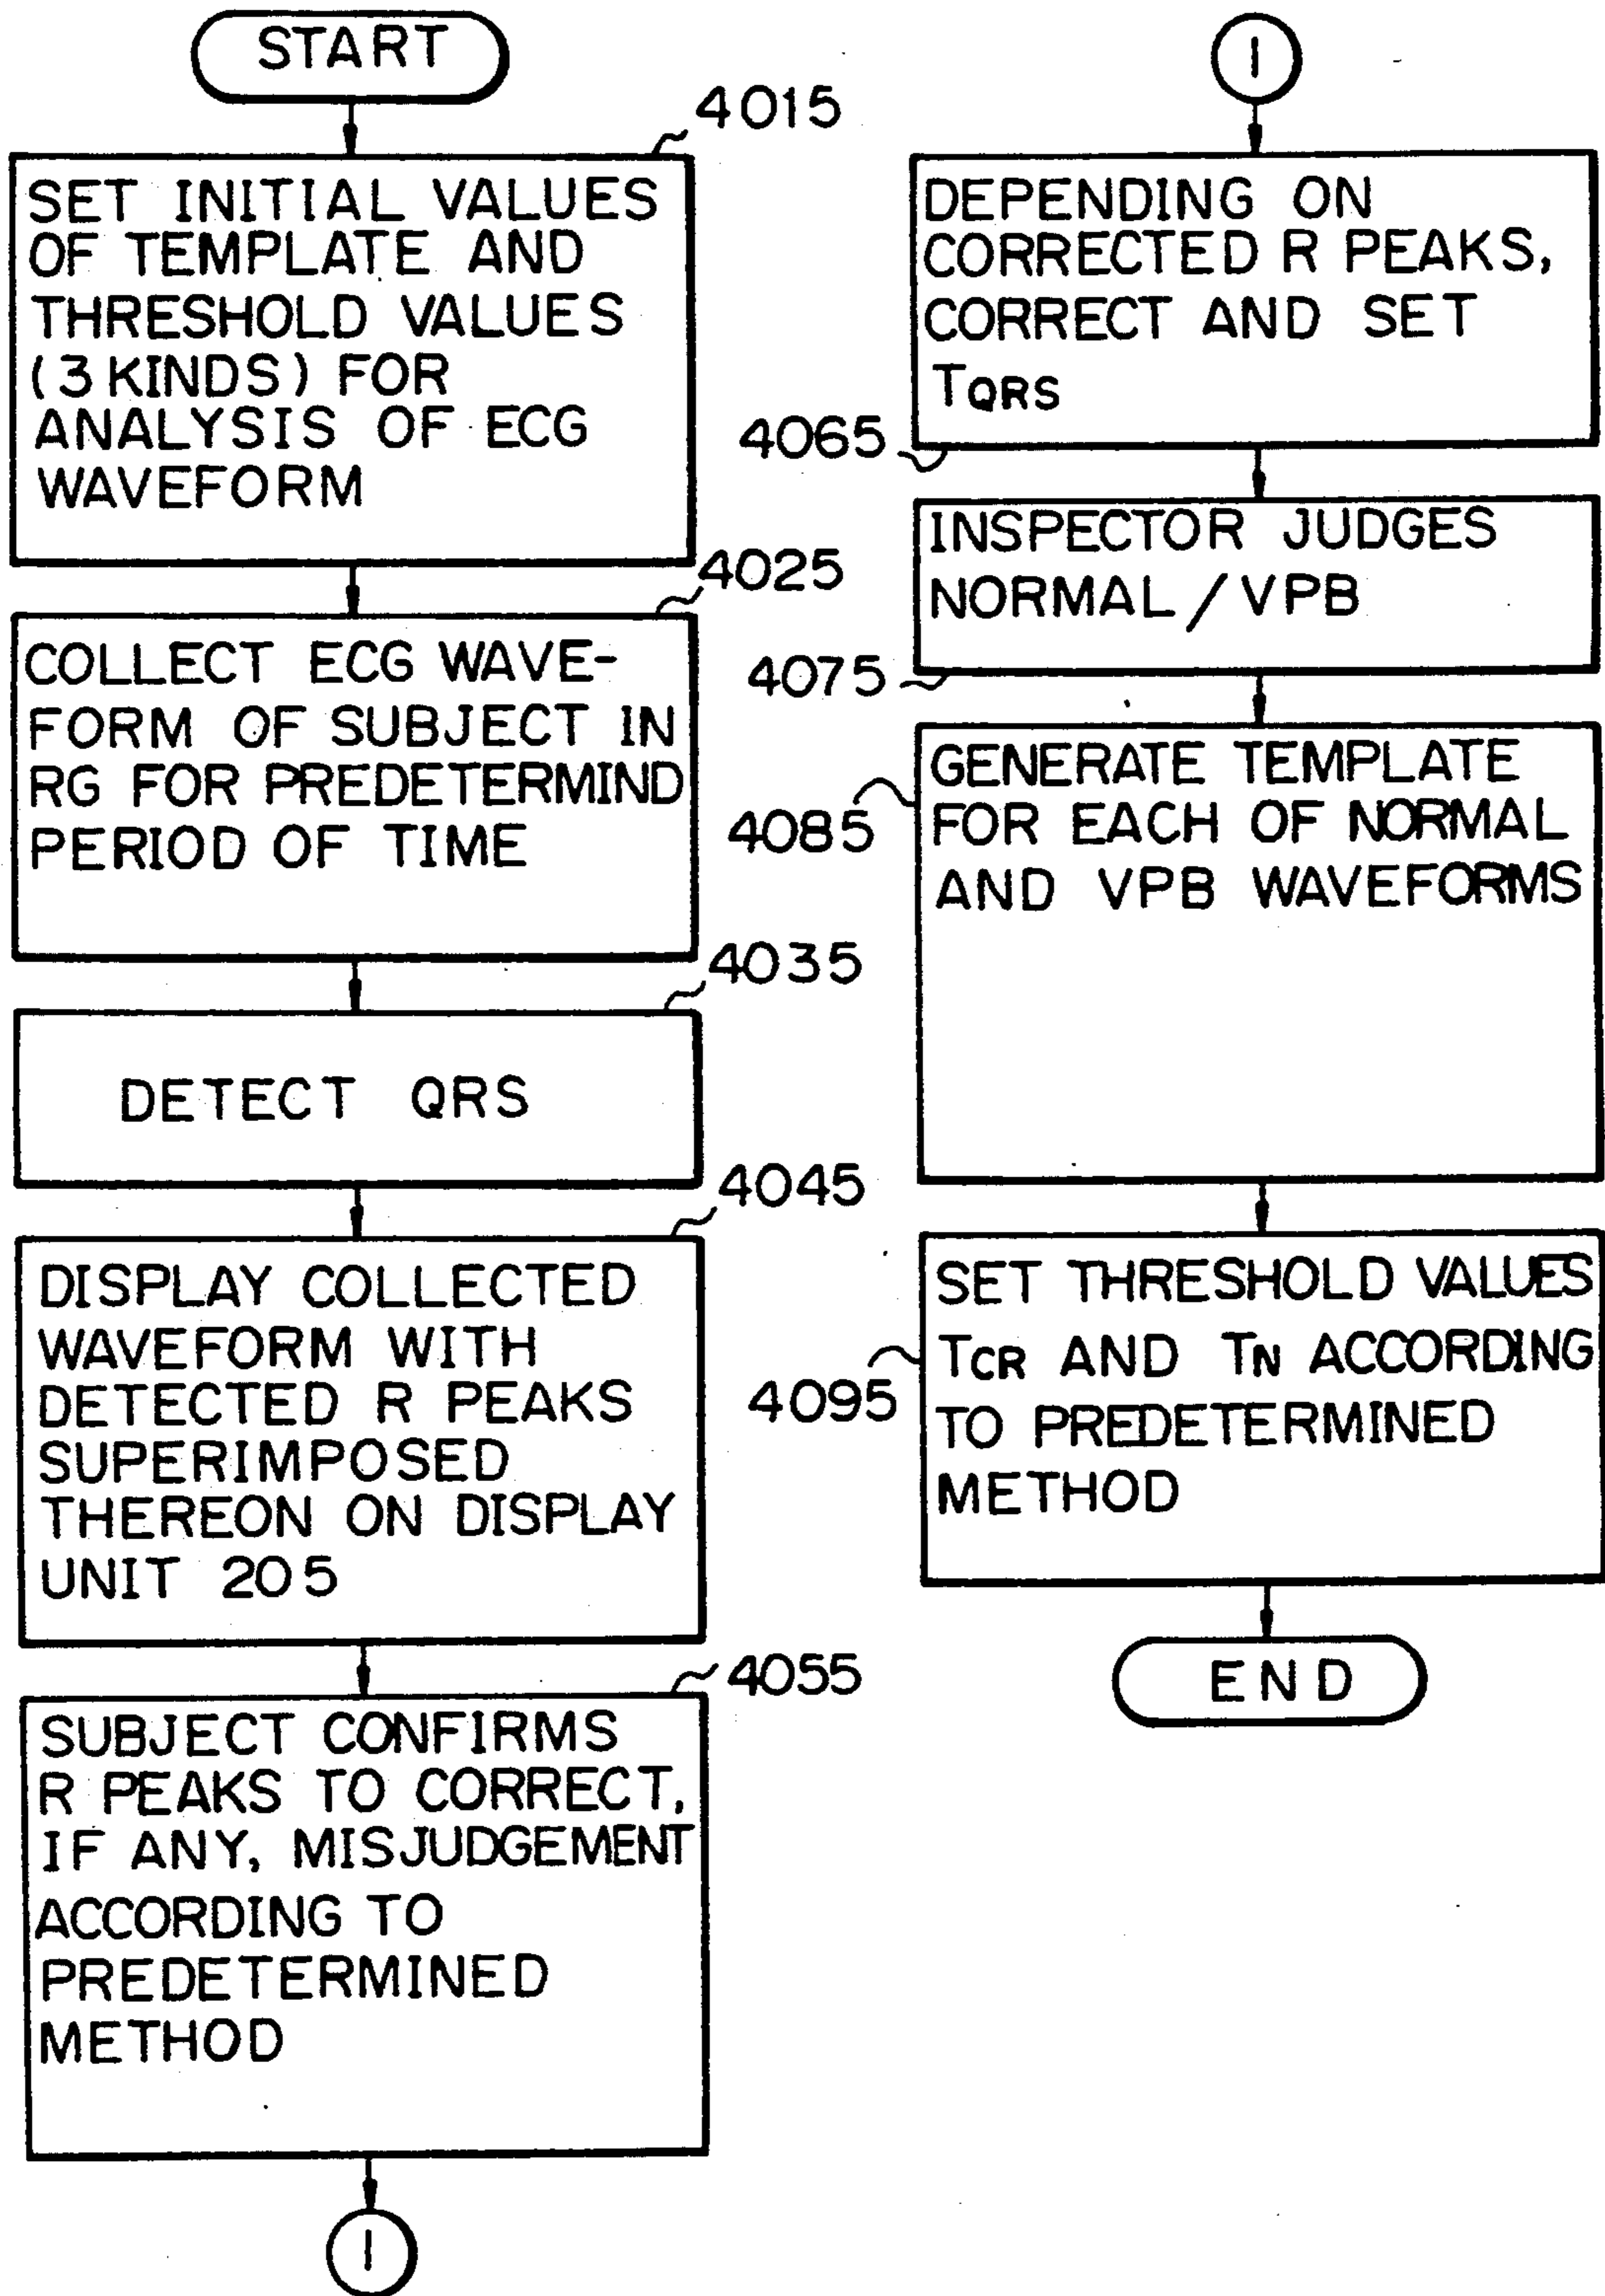 START
4015
SET INITIAL VALUES
OF TEMPLATE AND
THRESHOLD VALUES
(3 KINDS) FOR
ANALYSIS OF ECG
WAVEFORM
4025
COLLECT ECG WAVE-
FORM OF SUBJECT IN
RG FOR PREDETERMIND
PERIOD OF TIME
4035
DETECT QRS
4045
DISPLAY COLLECTED
WAVEFORM WITH
DETECTED R PEAKS
SUPERIMPOSED
THEREON ON DISPLAY
UNIT 205
4055
SUBJECT CONFIRMS
R PEAKS TO CORRECT,
IF ANY, MISJUDGEMENT
ACCORDING TO
PREDETERMINED
METHOD
1
1
DEPENDING ON
CORRECTED R PEAKS,
CORRECT AND SET
TQRS
4065
INSPECTOR JUDGES
NORMAL / VPB
4075
GENERATE TEMPLATE
FOR EACH OF NORMAL
AND VPB WAVEFORMS
4085
SET THRESHOLD VALUES
TCR AND TN ACCORDING
TO PREDETERMINED
METHOD
4095
END